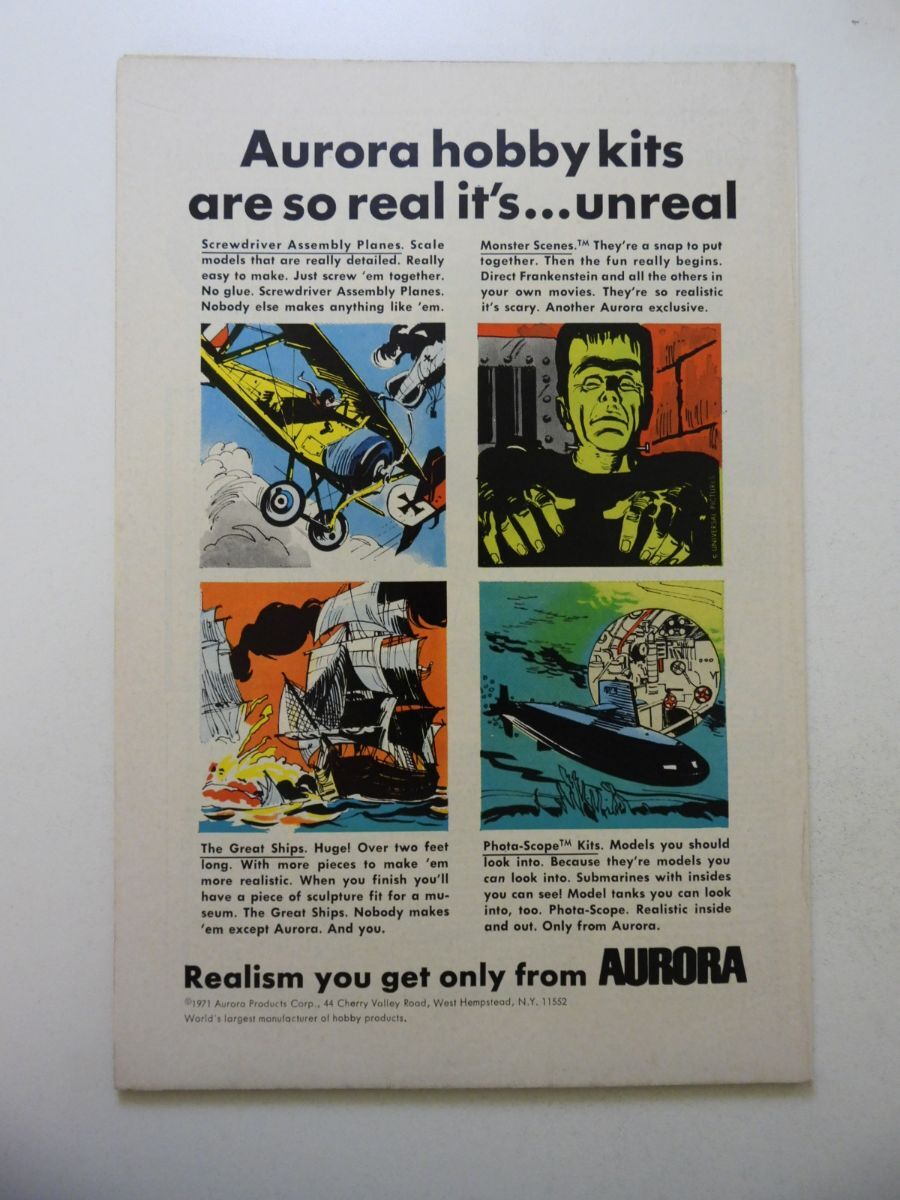 Aurora hobby kits
are so real it's...unreal
Screwdriver Assembly Planes. Scale
models that are really detailed. Really
easy to make. Just screw 'em together.
No glue. Screwdriver Assembly Planes.
Nobody else makes anything like 'em.
Monster Scenes.™ They're a snap to put
together. Then the fun really begins.
Direct Frankenstein and all the others in
your own movies. They're so realistic
it's scary. Another Aurora exclusive.
© UNIVERSAL PICTURES
The Great Ships. Huge! Over two feet
long. With more pieces to make 'em
more realistic. When you finish you'll
have a piece of sculpture fit for a mu-
seum. The Great Ships. Nobody makes
'em except Aurora. And you.
Phota-Scope™ Kits. Models you should
look into. Because they're models you
can look into. Submarines with insides
you can see! Model tanks you can look
into, too. Phota-Scope. Realistic inside
and out. Only from Aurora.
Realism you get only from AURORA
©1971 Aurora Products Corp., 44 Cherry Valley Road, West Hempstead, N.Y. 11552
World's largest manufacturer of hobby products.